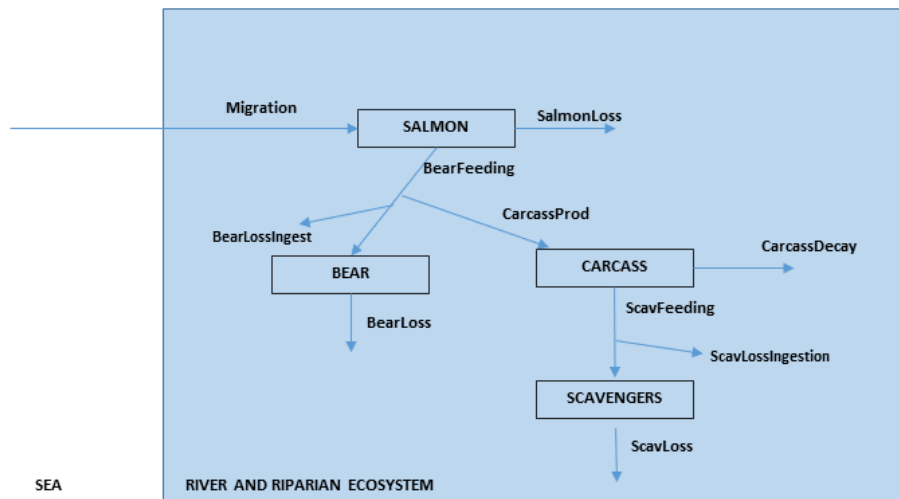 Migration
SALMON
SalmonLoss
BearFeeding
CarcassProd
BearLossIngest
CarcassDecay
BEAR
CARCASS
ScavFeeding
BearLoss
ScavLossIngestion
SCAVENGERS
ScavLoss
SEA
RIVER AND RIPARIAN ECOSYSTEM